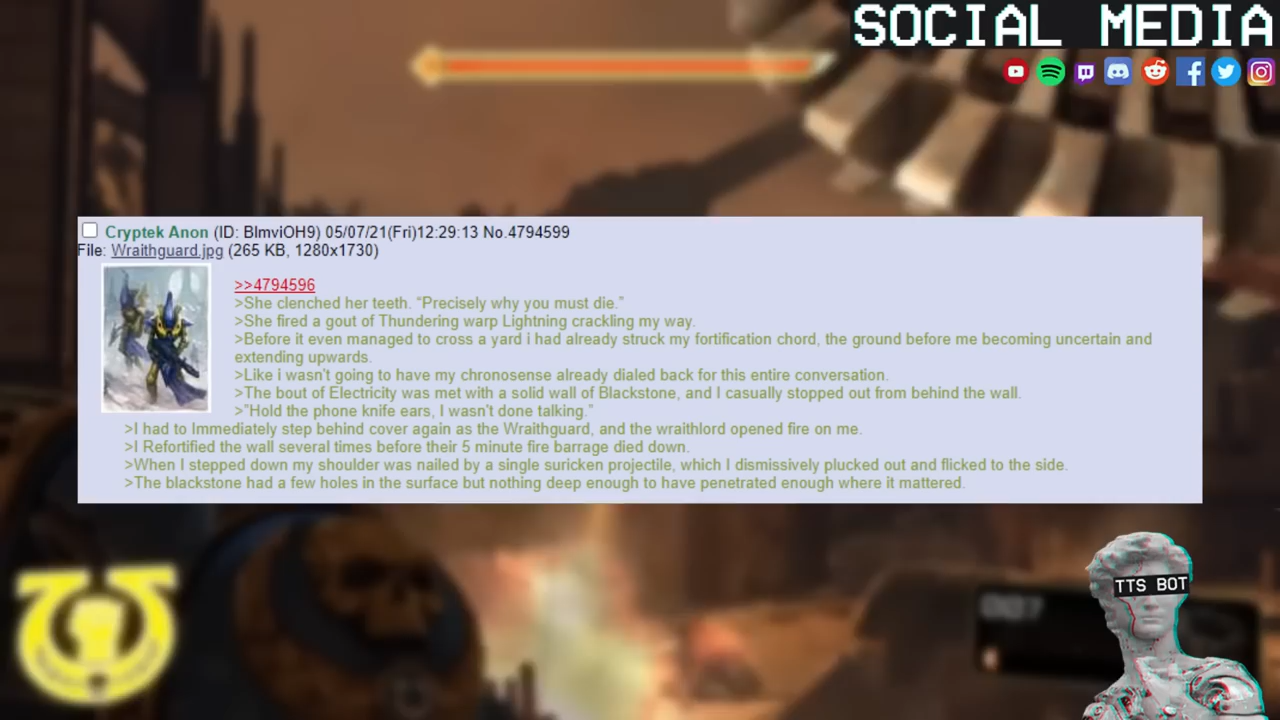 SOCIAL MEDIA
Cryptek Anon (ID: BlmviOH9) 05/07/21(Fri)12:29:13 No.4794599
File: Wraithguard.jpg (265 KB, 1280x1730)
>>4794596
>She clenched her teeth. “Precisely why you must die.”
>She fired a gout of Thundering warp Lightning crackling my way.
>Before it even managed to cross a yard i had already struck my fortification chord, the ground before me becoming uncertain and
extending upwards.
>Like i wasn't going to have my chronosense already dialed back for this entire conversation.
>The bout of Electricity was met with a solid wall of Blackstone, and I casually stopped out from behind the wall.
>"Hold the phone knife ears, I wasn't done talking.”
>I had to Immediately step behind cover again as the Wraithguard, and the wraithlord opened fire on me.
>I Refortified the wall several times before their 5 minute fire barrage died down.
>When I stepped down my shoulder was nailed by a single suricken projectile, which I dismissively plucked out and flicked to the side.
>The blackstone had a few holes in the surface but nothing deep enough to have penetrated enough where it mattered.
TTS BOT